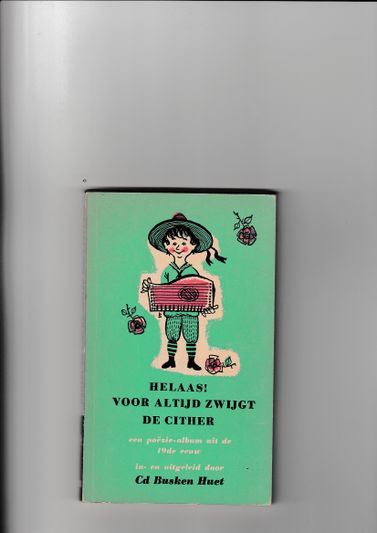 HELAAS!
VOOR ALTIJD ZWIJGT
DE CITHER
een poëzie-album uit de
19de eeuw
in- en uitgeleid door
Cd Busken Huet